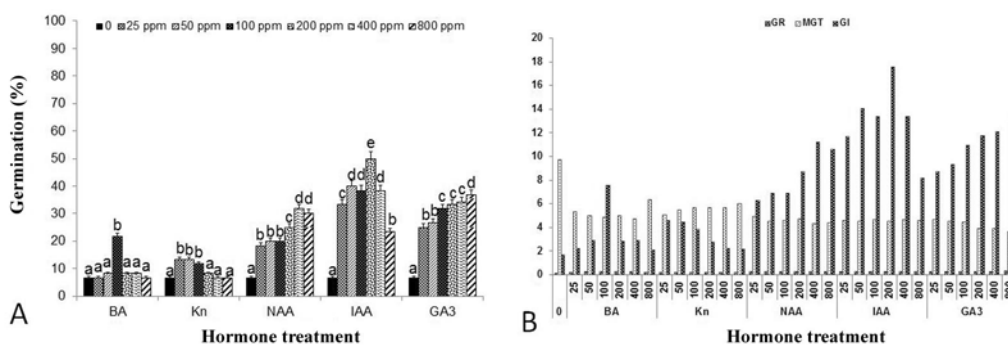 0 25 ppm 50 ppm 100 ppm 200 ppm 400 ppm 800 ppm
Germination (%)
100
90
80
70
60
50
40
30
20
10
0
a a a b a a a
a b b b a a a
a b b b c d d
a c d d e d b
a b b c c c d
BA Kn NAA IAA GA3
Hormone treatment
A
GR MGT GI
20
18
16
14
12
10
8
6
4
2
0
0 25 50 100 200 400 800 25 50 100 200 400 800 25 50 100 200 400 800 25 50 100 200 400 800 25 50 100 200 400
BA Kn NAA IAA GA3
Hormone treatment
B